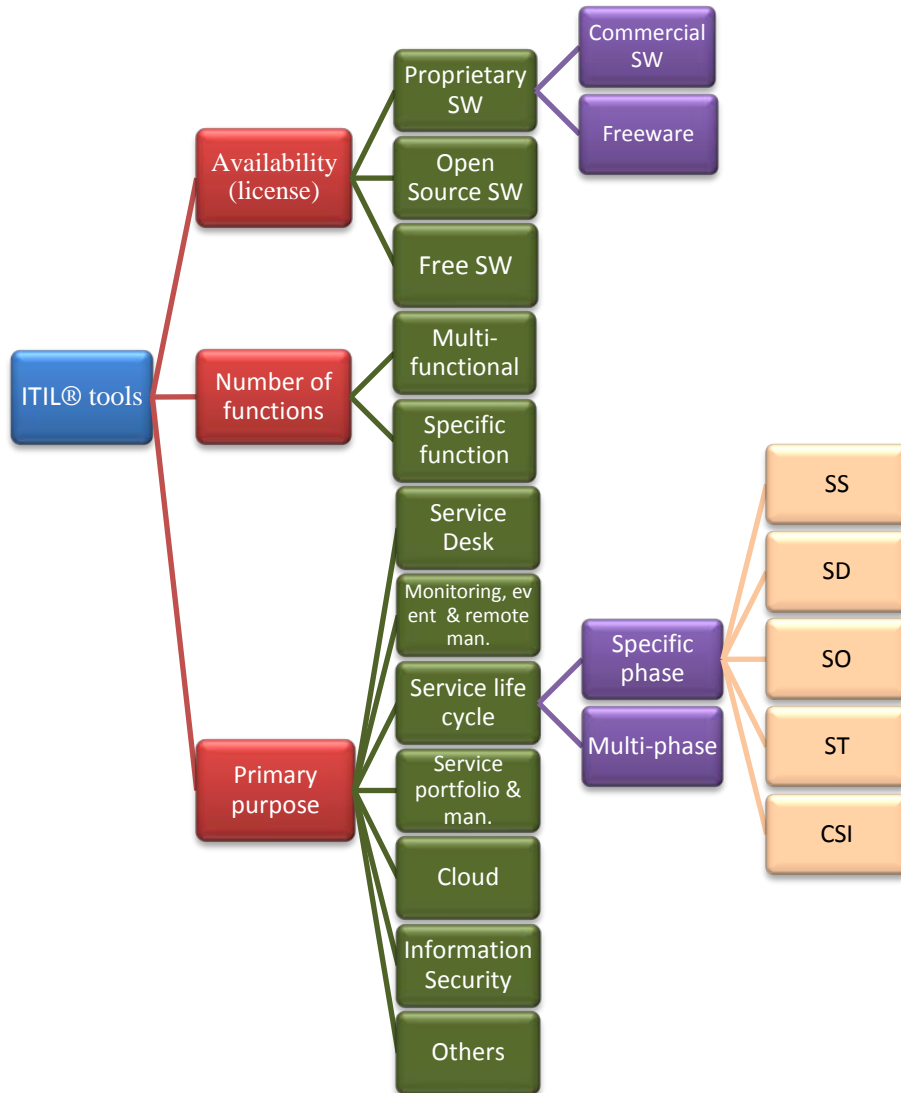 Commercial
SW
Proprietary
SW
Freeware
Availability
(license)
Open
Source SW
Free SW
Multi-
functional
ITIL® tools
Number of
functions
Specific
function
Service
Desk
SS
Monitoring, ev
ent & remote
man.
SD
Service life
cycle
Specific
phase
SO
Multi-phase
ST
Primary
purpose
Service
portfolio &
man.
CSI
Cloud
Information
Security
Others